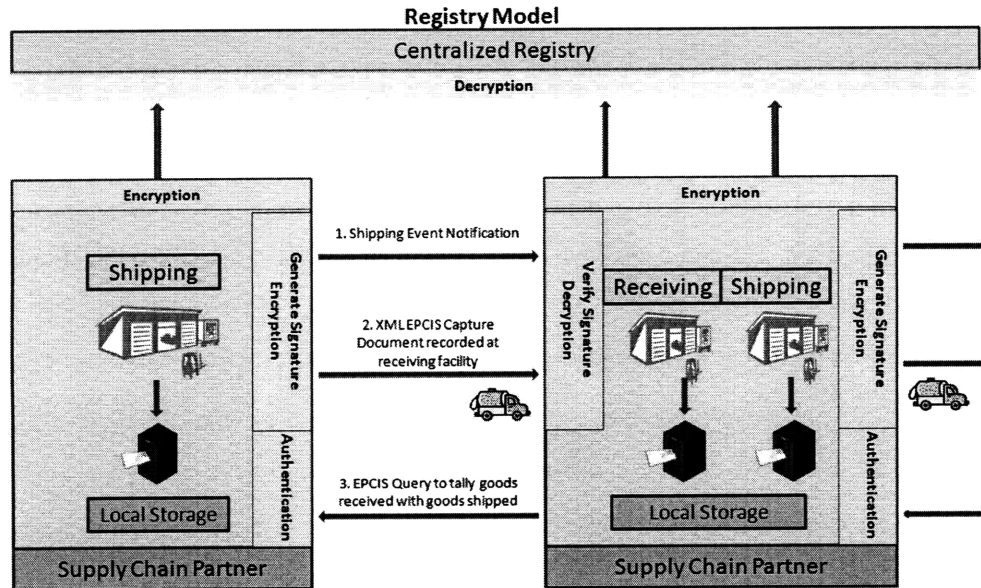 Registry Model
Centralized Registry
Decryption
Encryption
Shipping
Generate Signature
Encryption
Authentication
Local Storage
Supply Chain Partner
1. Shipping Event Notification
2. XMLEPCIS Capture
Document recorded at
receiving facility
3. EPCIS Query to tally goods
received with goods shipped
Encryption
Verify Signature
Decryption
Receiving
Shipping
Generate Signature
Encryption
Authentication
Local Storage
Supply Chain Partner